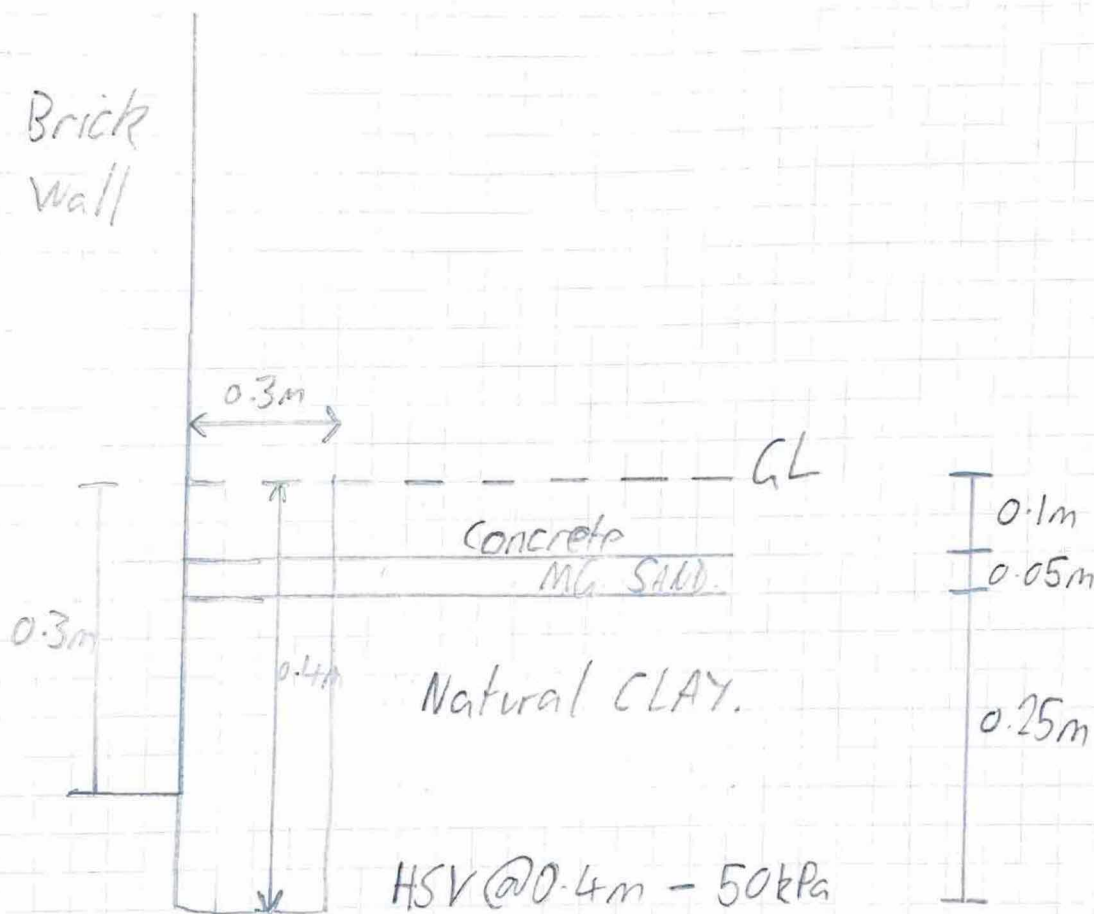 Brick
Wall
0.3m
GL
Concrete
0.1m
MG SAND.
0.05m
0.3m
0.4m
Natural CLAY.
0.25m
HSV @0.4m - 50kPa